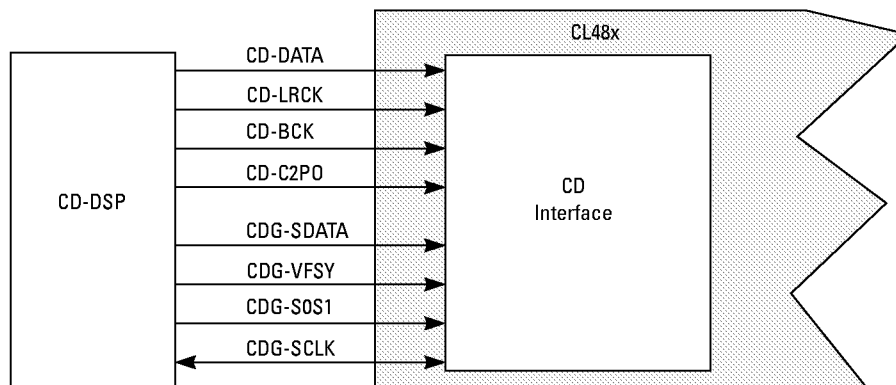 CL48x
CD-DATA
CD-LRCK
CD-BCK
CD-C2PO
CD-DSP
CD
Interface
CDG-SDATA
CDG-VFSY
CDG-S0S1
CDG-SCLK